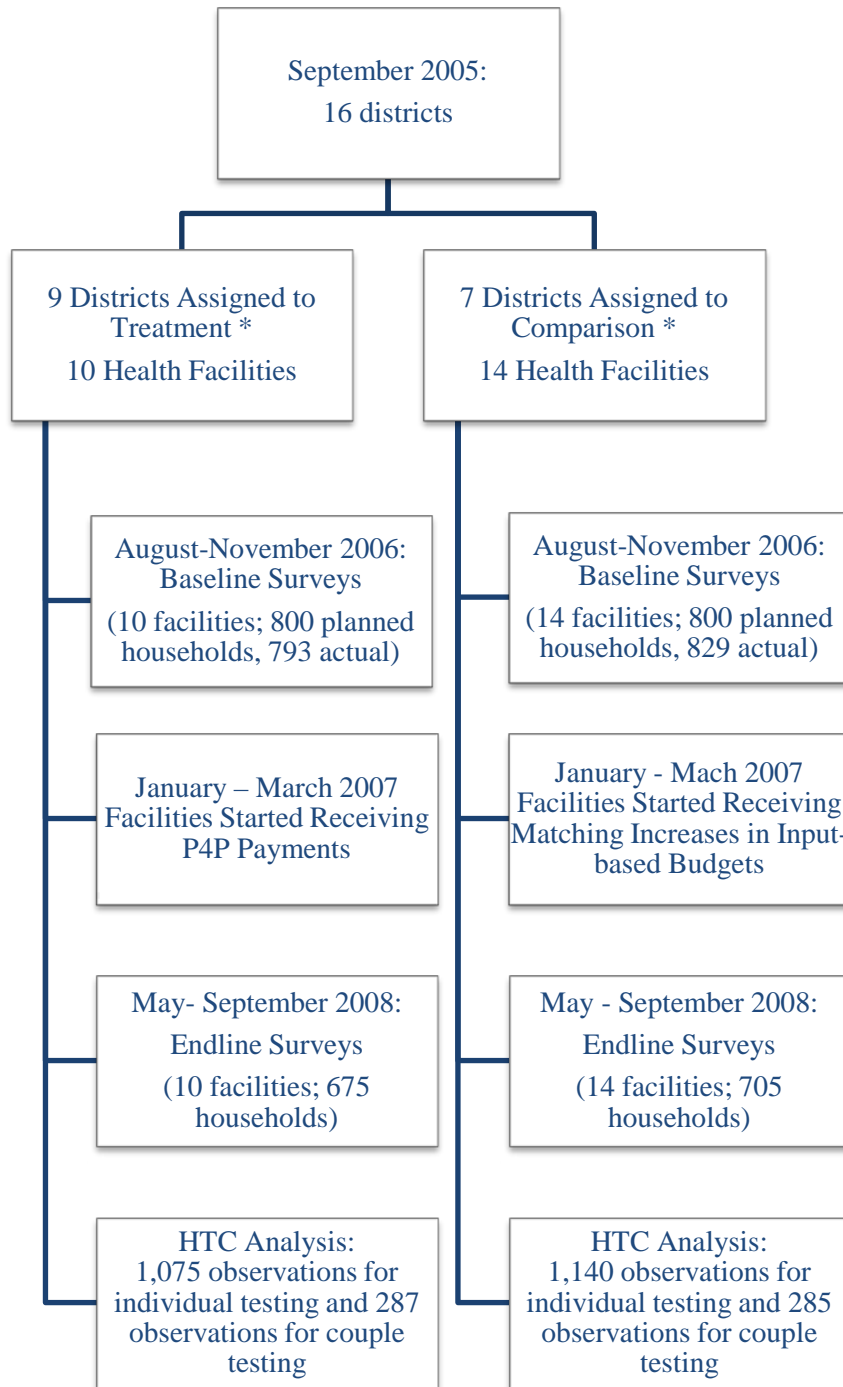 September 2005:
16 districts
9 Districts Assigned to
Treatment *
10 Health Facilities
7 Districts Assigned to
Comparison *
14 Health Facilities
August-November 2006:
Baseline Surveys
(10 facilities; 800 planned
households, 793 actual)
August-November 2006:
Baseline Surveys
(14 facilities; 800 planned
households, 829 actual)
January – March 2007
Facilities Started Receiving
P4P Payments
January - Mach 2007
Facilities Started Receiving
Matching Increases in Input-
based Budgets
May- September 2008:
Endline Surveys
(10 facilities; 675
households)
May - September 2008:
Endline Surveys
(14 facilities; 705
households)
HTC Analysis:
1,075 observations for
individual testing and 287
observations for couple
testing
HTC Analysis:
1,140 observations for
individual testing and 285
observations for couple
testing